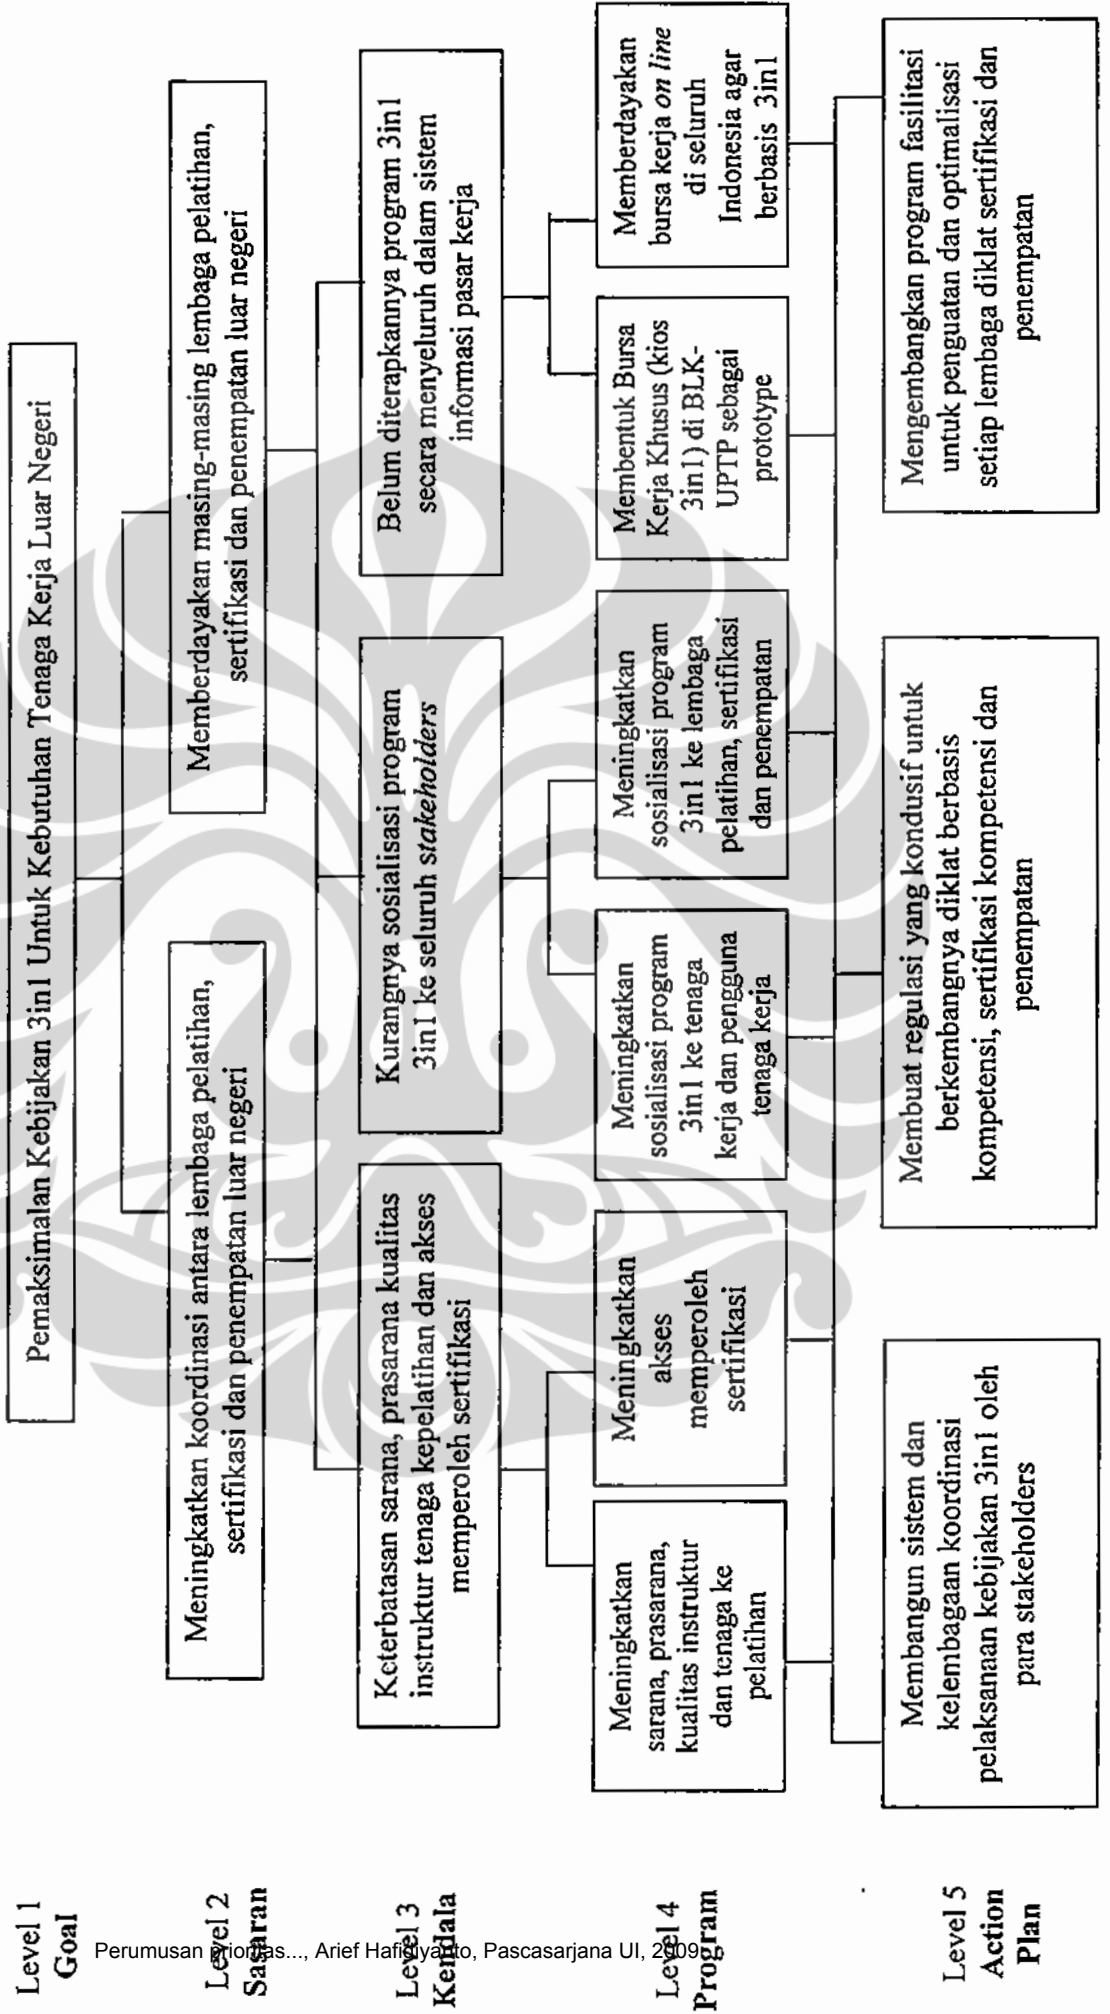 Level 1
Goal
Pemaksimalan Kebijakan 3in1 Untuk Kebutuhan Tenaga Kerja Luar Negeri
Level 2
Sasaran
Meningkatkan koordinasi antara lembaga pelatihan,
sertifikasi dan penempatan luar negeri
Memberdayakan masing-masing lembaga pelatihan,
sertifikasi dan penempatan luar negeri
Level 3
Kendala
Keterbatasan sarana, prasarana kualitas
instruktur tenaga kepelatihan dan akses
memperoleh sertifikasi
Kurangnya sosialisasi program
3in1 ke seluruh stakeholders
Belum diterapkannya program 3in1
secara menyeluruh dalam sistem
informasi pasar kerja
Level 4
Program
Meningkatkan
sarana, prasarana,
kualitas instruktur
dan tenaga ke
pelatihan
Meningkatkan
akses
memperoleh
sertifikasi
Meningkatkan
sosialisasi program
3in1 ke tenaga
kerja dan pengguna
tenaga kerja
Meningkatkan
sosialisasi program
3in1 ke lembaga
pelatihan, sertifikasi
dan penempatan
Membentuk Bursa
Kerja Khusus (kios
3in1) di BLK-
UPTP sebagai
prototype
Memberdayakan
bursa kerja on line
di seluruh
Indonesia agar
berbasis 3in1
Level 5
Action
Plan
Membangun sistem dan
kelembagaan koordinasi
pelaksanaan kebijakan 3in1 oleh
para stakeholders
Membuat regulasi yang kondusif untuk
berkembangnya diklat berbasis
kompetensi, sertifikasi kompetensi dan
penempatan
Mengembangkan program fasilitasi
untuk penguatan dan optimalisasi
setiap lembaga diklat sertifikasi dan
penempatan
Perumusan prioritas..., Arief Hafidiyanto, Pascasarjana UI, 2009